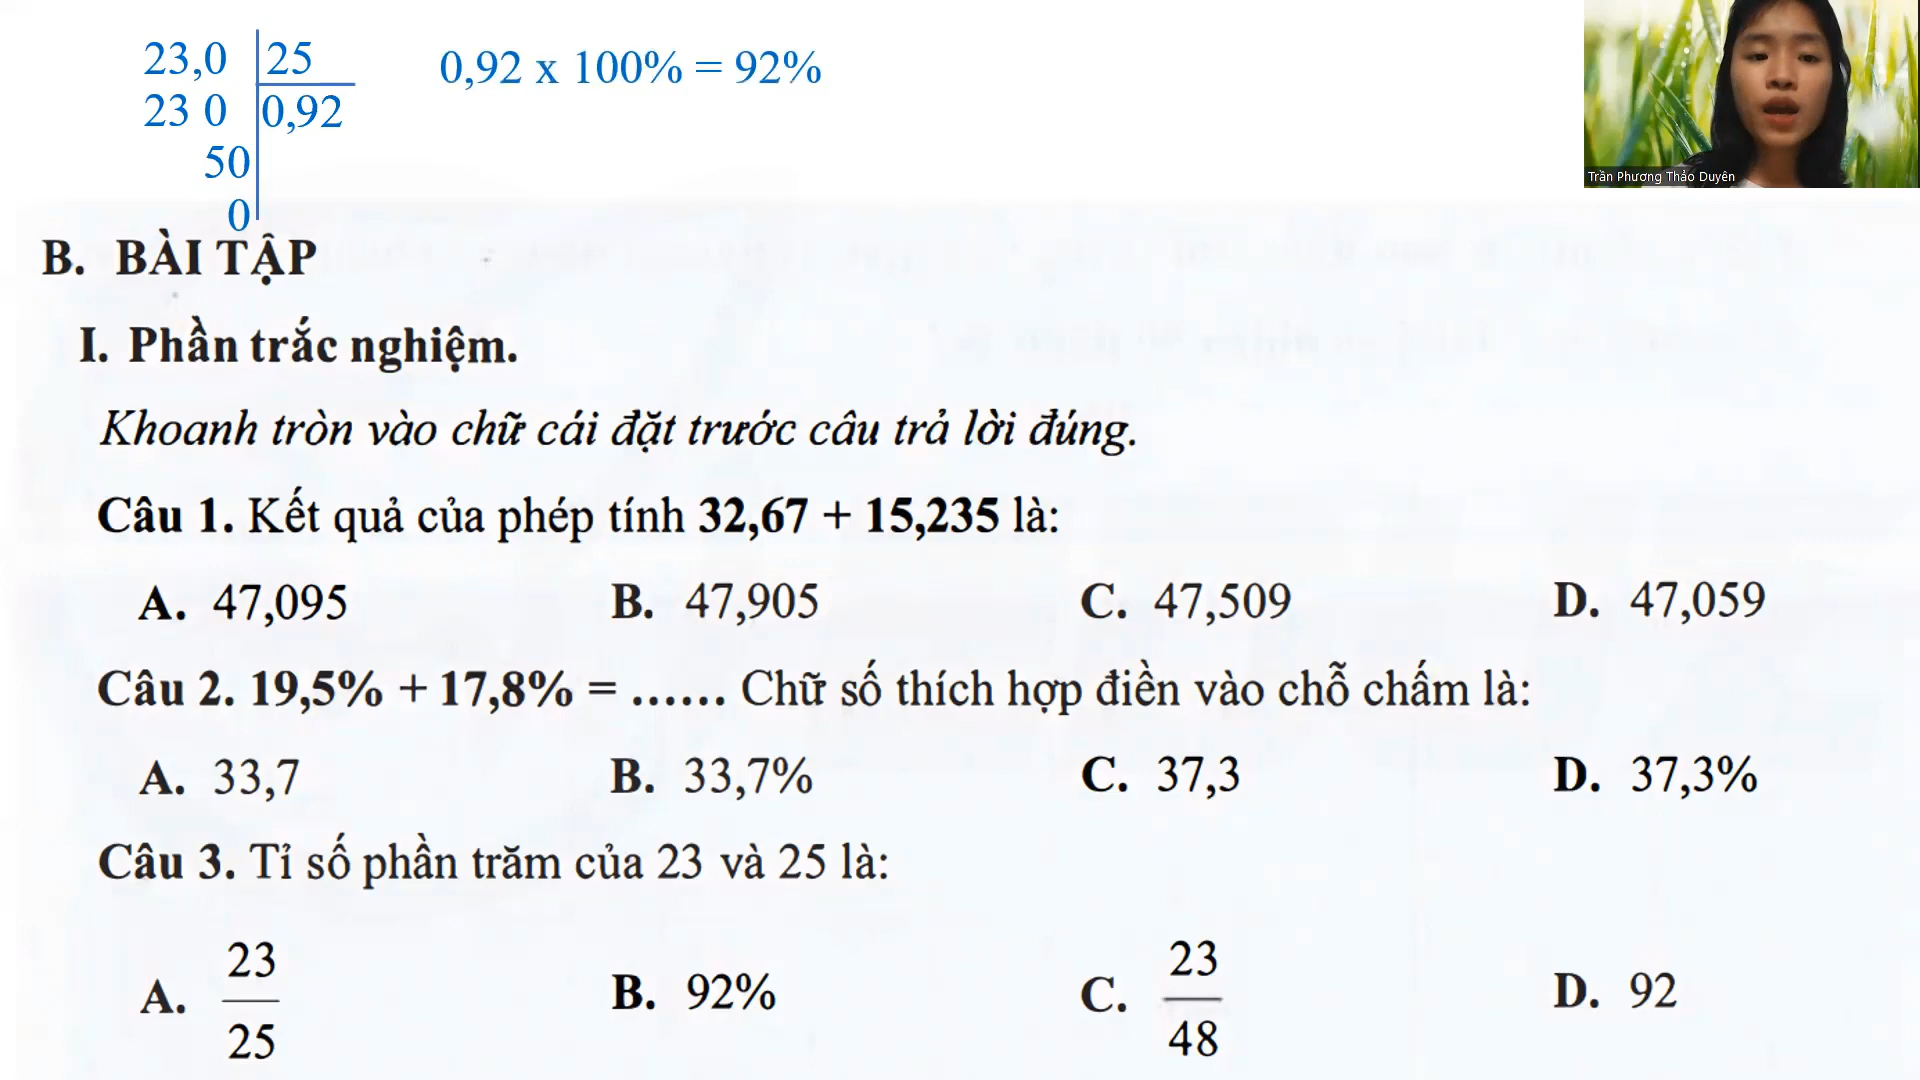 23,0 25 0,92 x 100% = 92%
23 0 0,92
50
0
Trần Phương Thảo Duyên
B. BÀI TẬP
I. Phần trắc nghiệm.
Khoanh tròn vào chữ cái đặt trước câu trả lời đúng.
Câu 1. Kết quả của phép tính 32,67 + 15,235 là:
A. 47,095 B. 47,905 C. 47,509 D. 47,059
Câu 2. 19,5% + 17,8% = ...... Chữ số thích hợp điền vào chỗ chấm là:
A. 33,7 B. 33,7% C. 37,3 D. 37,3%
Câu 3. Tỉ số phần trăm của 23 và 25 là:
A. 23/25 B. 92% C. 23/48 D. 92